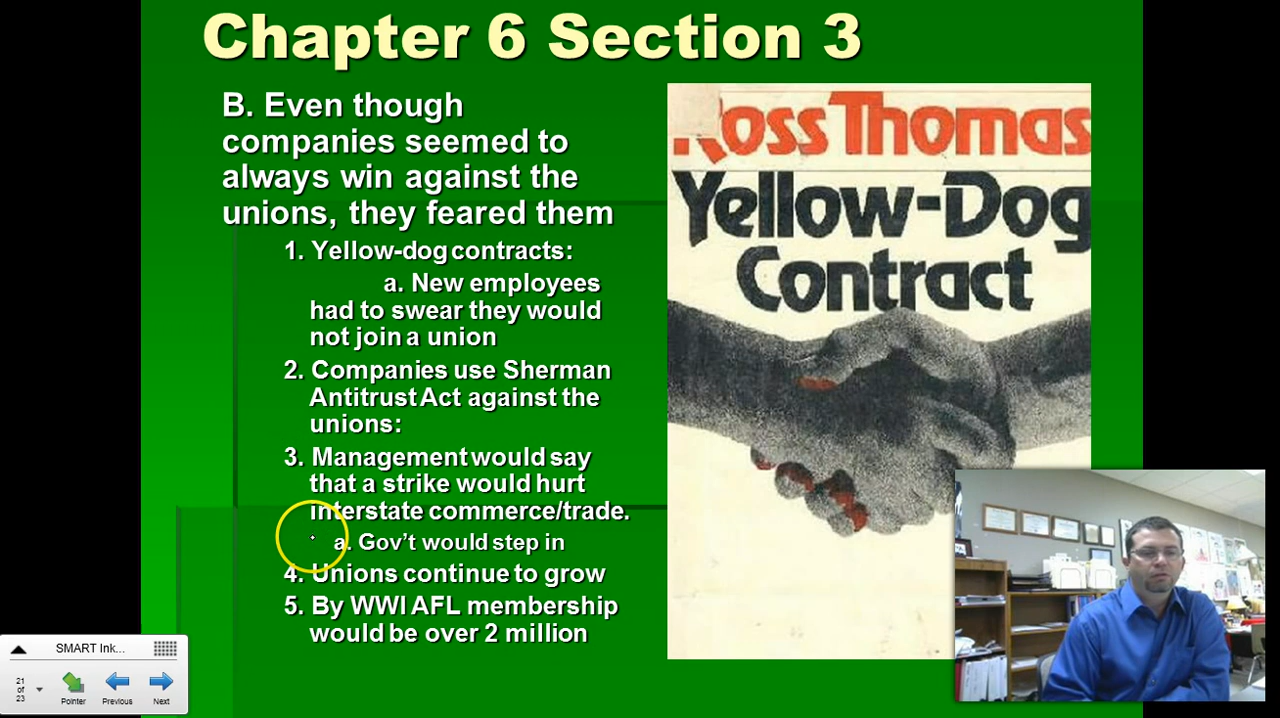 Chapter 6 Section 3
B. Even though
companies seemed to
always win against the
unions, they feared them
1. Yellow-dog contracts:
a. New employees
had to swear they would
not join a union
2. Companies use Sherman
Antitrust Act against the
unions:
3. Management would say
that a strike would hurt
interstate commerce/trade.
a. Gov't would step in
4. Unions continue to grow
5. By WWI AFL membership
would be over 2 million
Ross Thomas
Yellow-Dog
Contract
SMART Ink...
21
of
23
Pointer
Previous
Next